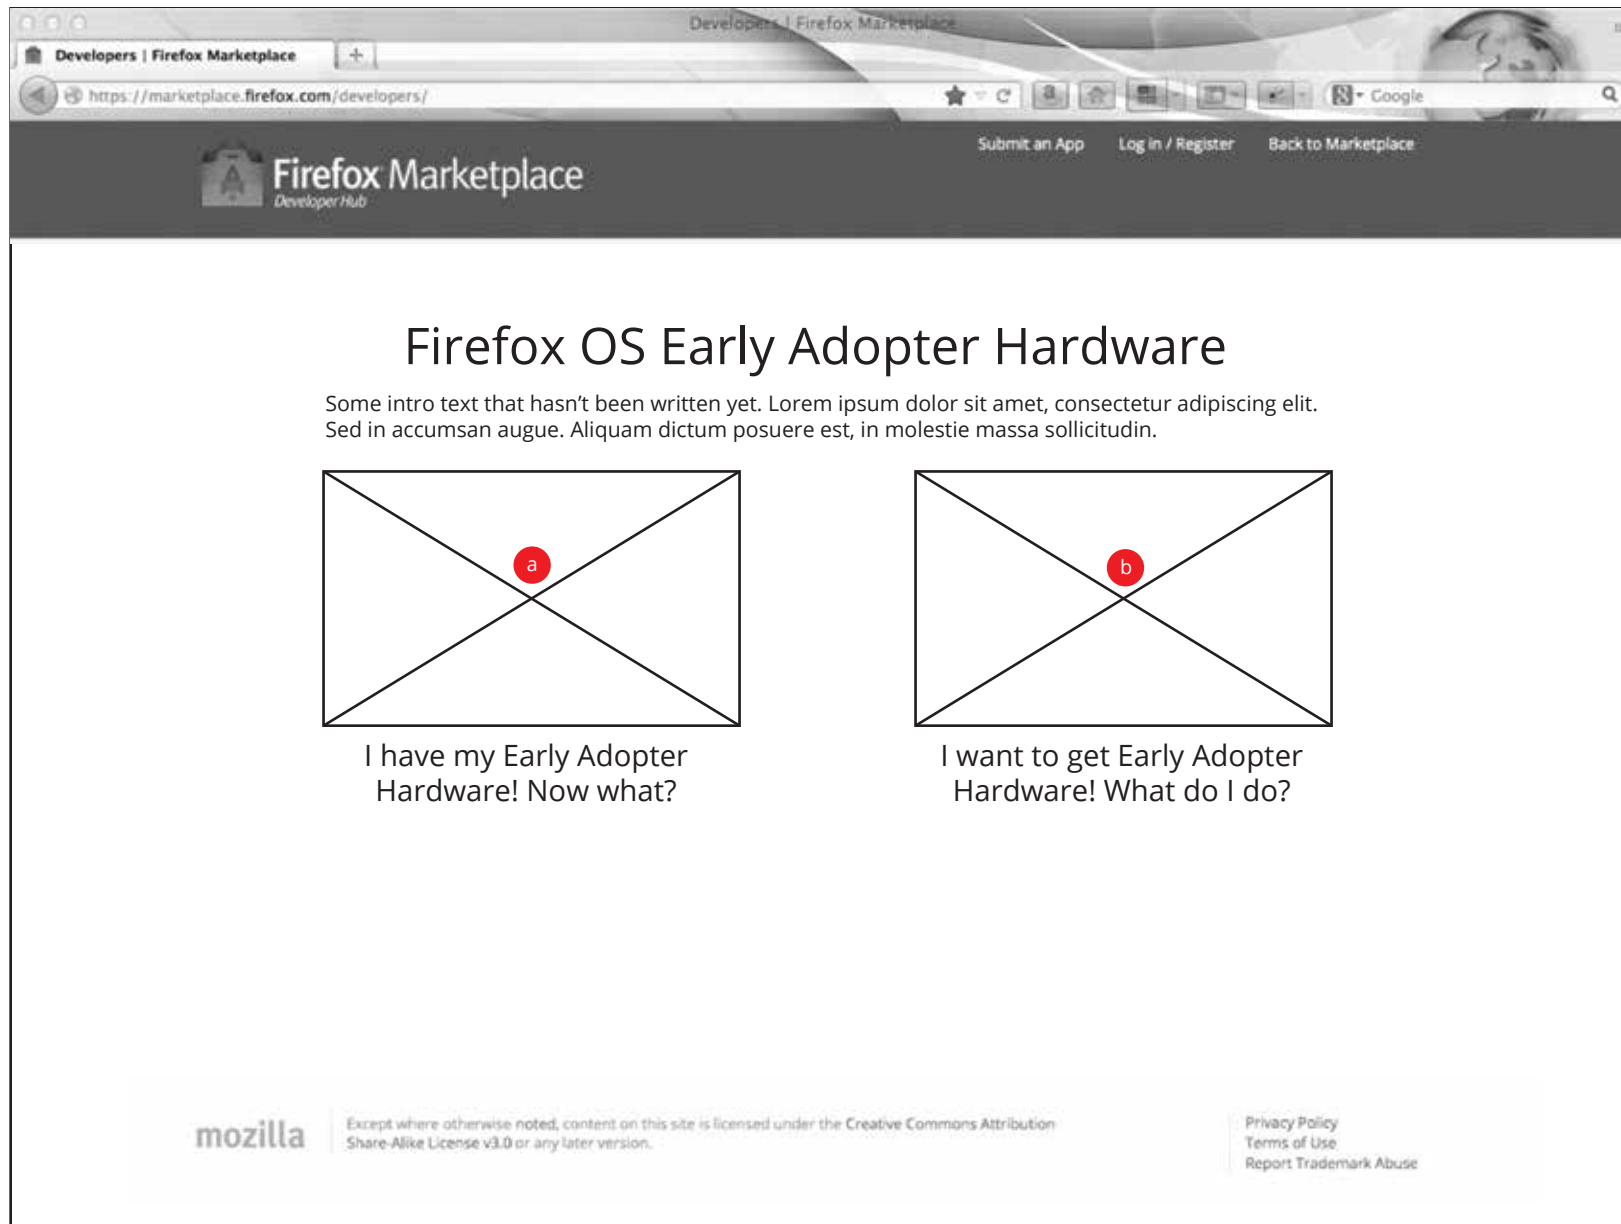 Developers | Firefox Marketplace
Developers | Firefox Marketplace
+
https://marketplace.firefox.com/developers/
a
Google
Submit an App Log in / Register Back to Marketplace
Firefox Marketplace
Developer Hub
Firefox OS Early Adopter Hardware
Some intro text that hasn’t been written yet. Lorem ipsum dolor sit amet, consectetur adipiscing elit.
Sed in accumsan augue. Aliquam dictum posuere est, in molestie massa sollicitudin.
a
b
I have my Early Adopter
Hardware! Now what?
I want to get Early Adopter
Hardware! What do I do?
mozilla
Except where otherwise noted, content on this site is licensed under the Creative Commons Attribution
Share-Alike License v3.0 or any later version.
Privacy Policy
Terms of Use
Report Trademark Abuse